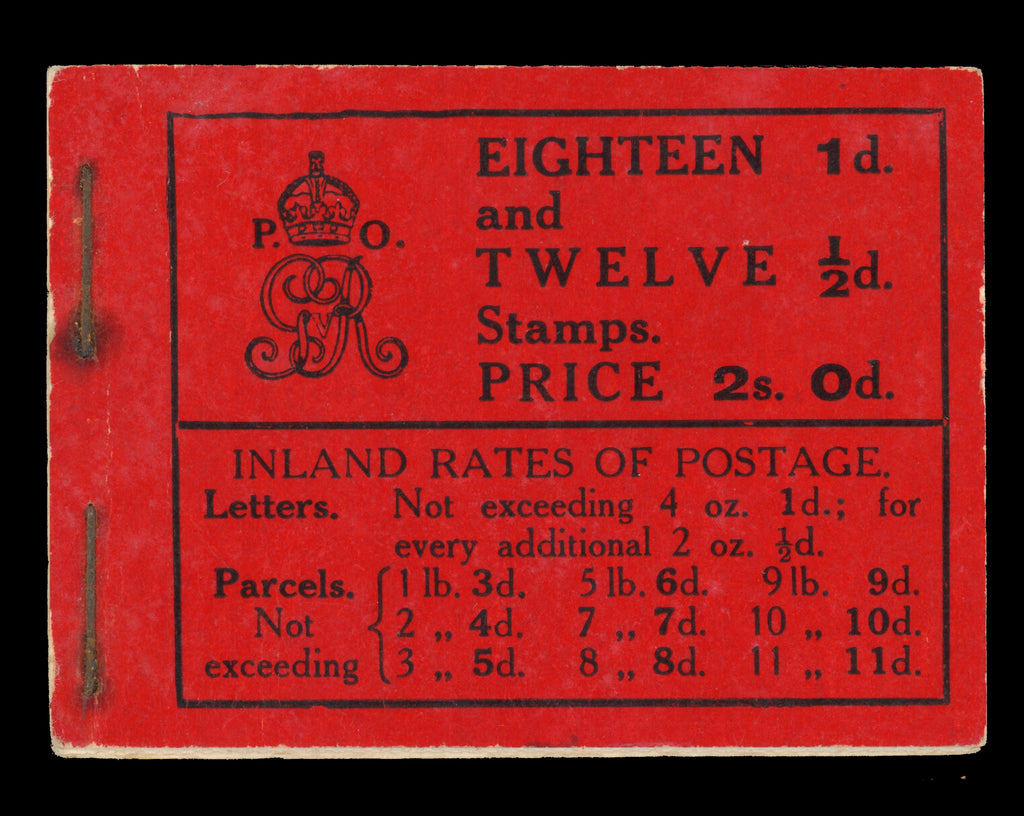 P. O.
GvR
EIGHTEEN 1d.
and
TWELVE ½d.
Stamps.
PRICE 2s. 0d.
INLAND RATES OF POSTAGE.
Letters. Not exceeding 4 oz. 1d.; for
every additional 2 oz. ½d.
Parcels. 1 lb. 3d. 5 lb. 6d. 9 lb. 9d.
Not 2 „ 4d. 7 „ 7d. 10 „ 10d.
exceeding 3 „ 5d. 8 „ 8d. 11 „ 11d.